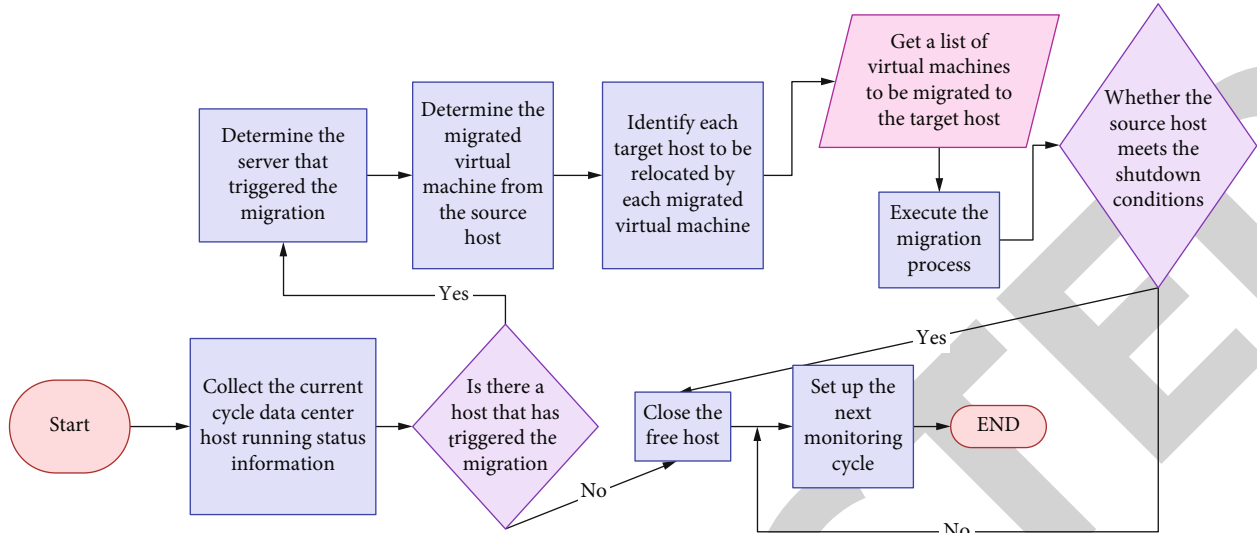 Get a list of
virtual machines
to be migrated to
the target host
Whether the
source host
meets the
shutdown
conditions
Determine the
server that
triggered the
migration
Determine the
migrated
virtual
machine from
the source
host
Identify each
target host to be
relocated by
each migrated
virtual machine
Execute the
migration
process
Yes
Yes
Start
Collect the current
cycle data center
host running status
information
Is there a
host that has
triggered the
migration
Close the
free host
Set up the
next
monitoring
cycle
END
No
No